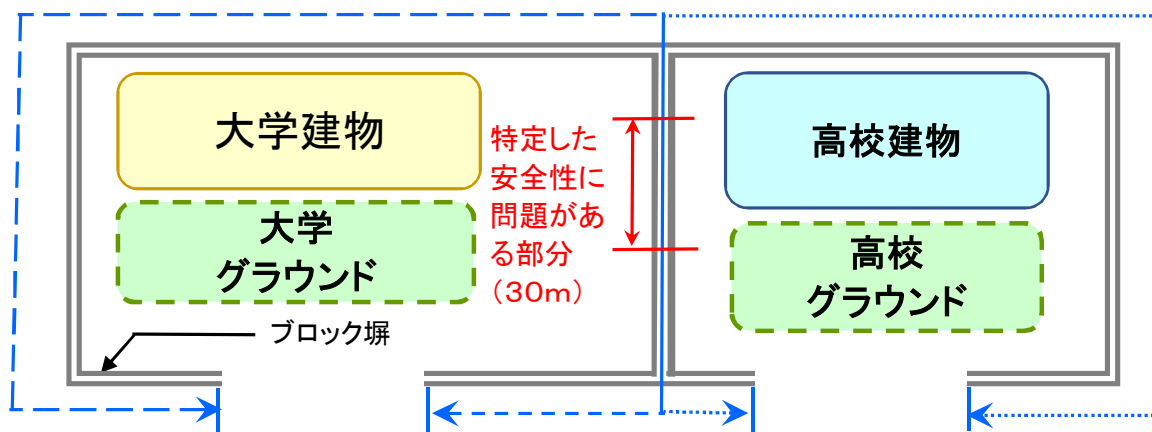 大学建物
特定した
安全性に
問題があ
る部分
（30ｍ）
高校建物
大学
グラウンド
高校
グラウンド
ブロック塀